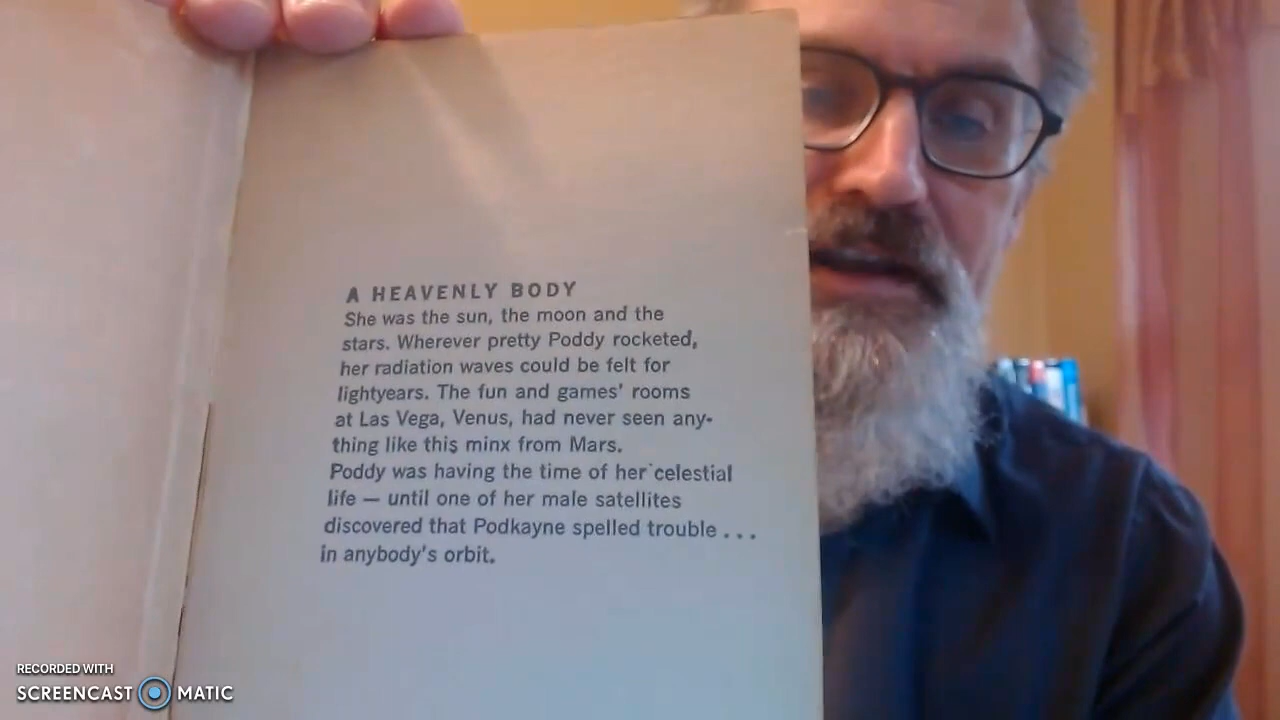 A HEAVENLY BODY
She was the sun, the moon and the
stars. Wherever pretty Poddy rocketed,
her radiation waves could be felt for
lightyears. The fun and games' rooms
at Las Vega, Venus, had never seen any-
thing like this minx from Mars.
Poddy was having the time of her celestial
life — until one of her male satellites
discovered that Podkayne spelled trouble . . .
in anybody's orbit.
RECORDED WITH
SCREENCAST MATIC